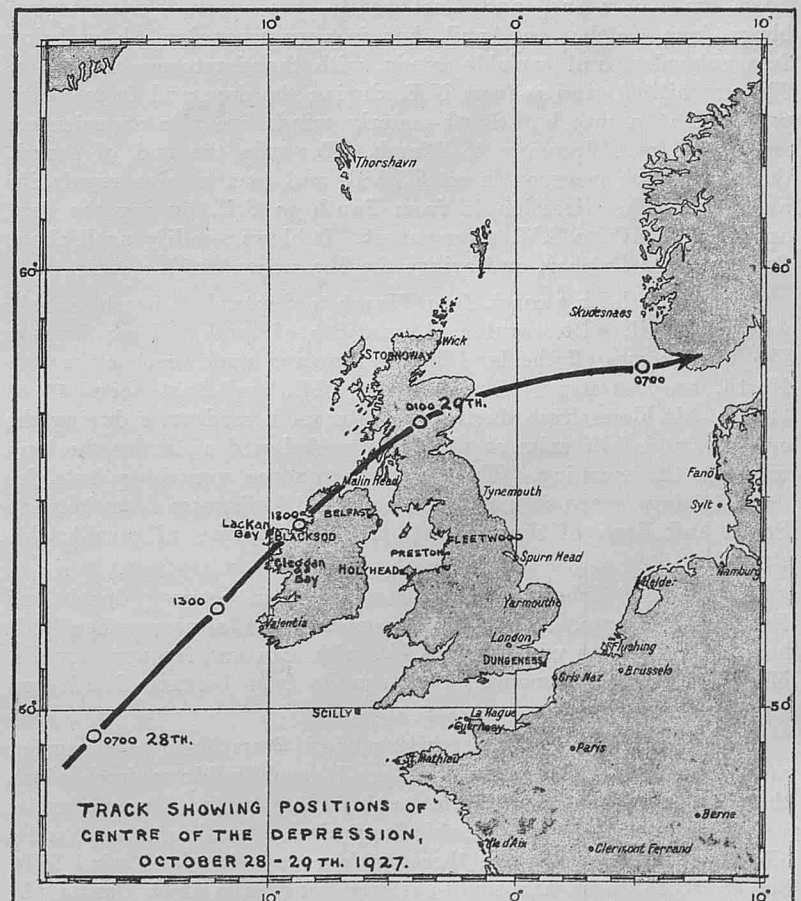 10°
0°
10°
Thorshavn
60°
60°
Skudesnaes
Wick
STORNOWAY
0700
0100 29TH.
Fanö
Malin Head
Tynemouth
Sylt
1800
BELFAST
Lackan
Bay
BLACKSOD
FLEETWOOD
PRESTON
Spurn Head
Cleggan
Bay
HOLYHEAD
Hamburg
Helder
1300
Yarmouth
Valentia
London
Flushing
DUNGENESS
Brussels
Gris Naz
50°
50°
SCILLY
La Hague
Guernsey
0700 28TH.
Paris
St Mathieu
Berne
TRACK SHOWING POSITIONS OF
CENTRE OF THE DEPRESSION,
OCTOBER 28-29TH. 1927.
Ile d'Aix
Clermont Ferrand
10°
0°
10°